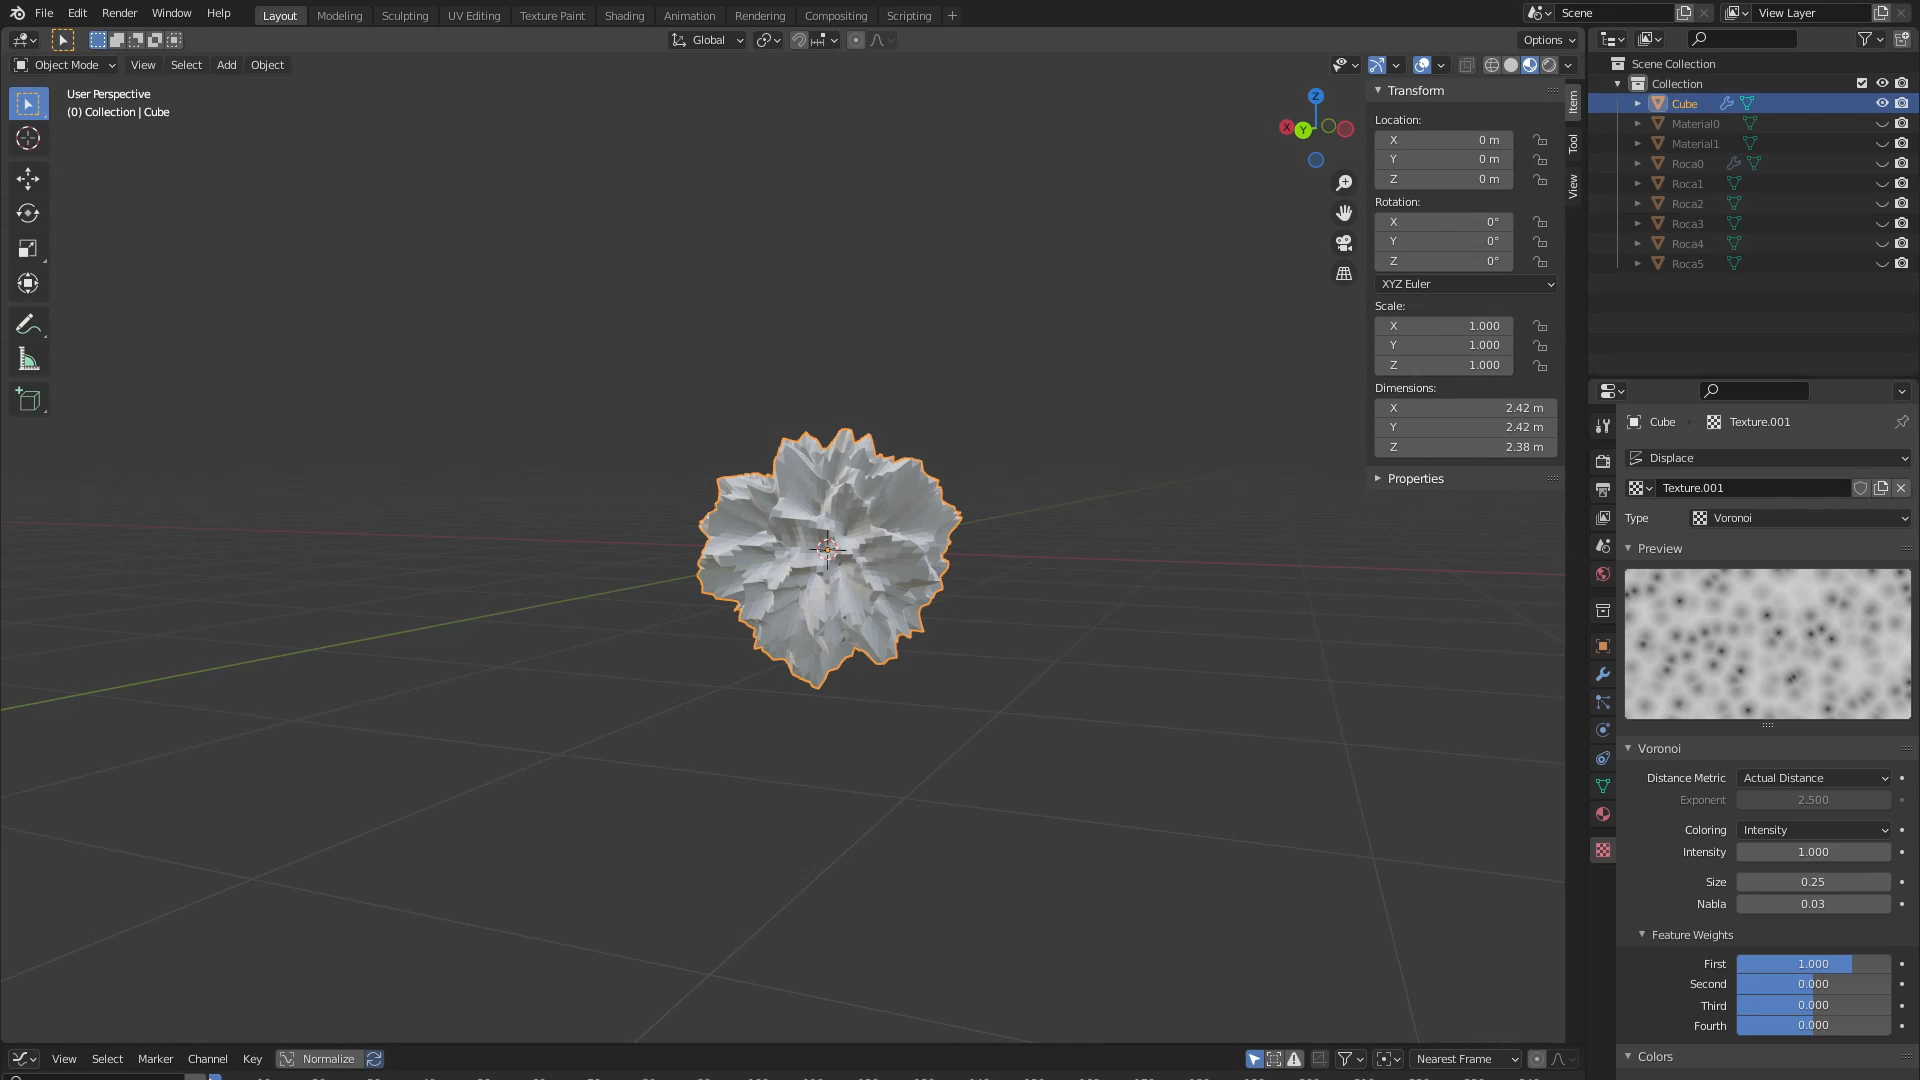 File Edit Render Window Help Layout Modeling Sculpting UV Editing Texture Paint Shading Animation Rendering Compositing Scripting + Scene View Layer
Global Options
Object Mode View Select Add Object
User Perspective
(0) Collection | Cube
Z
X
Y
Transform
Location:
X 0 m
Y 0 m
Z 0 m
Rotation:
X 0°
Y 0°
Z 0°
XYZ Euler
Scale:
X 1.000
Y 1.000
Z 1.000
Dimensions:
X 2.42 m
Y 2.42 m
Z 2.38 m
Properties
Item
Tool
View
Scene Collection
Collection
Cube
Material0
Material1
Roca0
Roca1
Roca2
Roca3
Roca4
Roca5
Cube Texture.001
Displace
Texture.001
Type Voronoi
Preview
Voronoi
Distance Metric Actual Distance
Exponent 2.500
Coloring Intensity
Intensity 1.000
Size 0.25
Nabla 0.03
Feature Weights
First 1.000
Second 0.000
Third 0.000
Fourth 0.000
Colors
View Select Marker Channel Key Normalize Nearest Frame